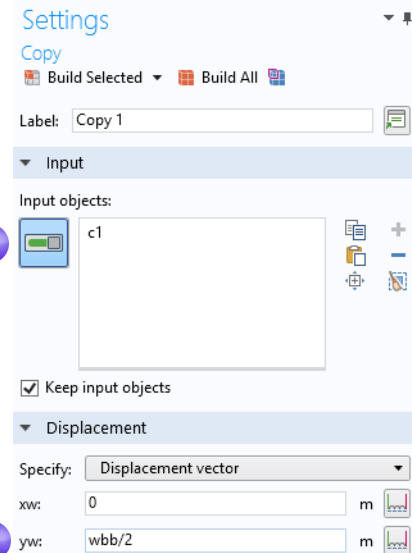 Settings
Copy
Build Selected Build All
Label: Copy 1
Input
Input objects:
c1
Keep input objects
Displacement
Specify: Displacement vector
xw: 0 m
yw: wbb/2 m